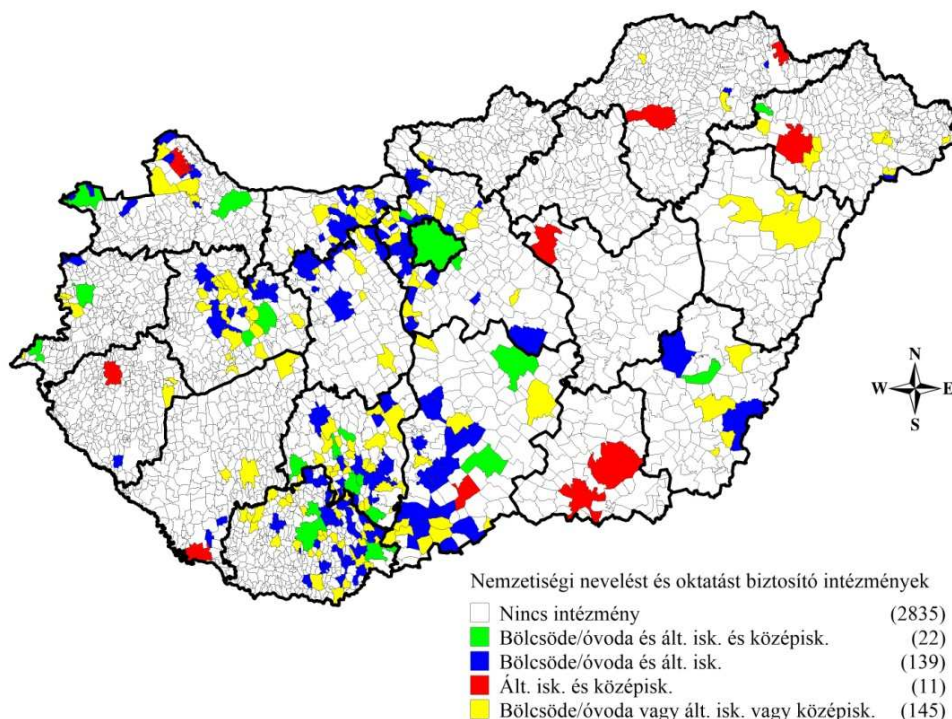 N
W E
S
Nemzetiségi nevelést és oktatást biztosító intézmények
Nincs intézmény (2835)
Bölcsöde/óvoda és ált. isk. és középisk. (22)
Bölcsöde/óvoda és ált. isk. (139)
Ált. isk. és középisk. (11)
Bölcsöde/óvoda vagy ált. isk. vagy középisk. (145)